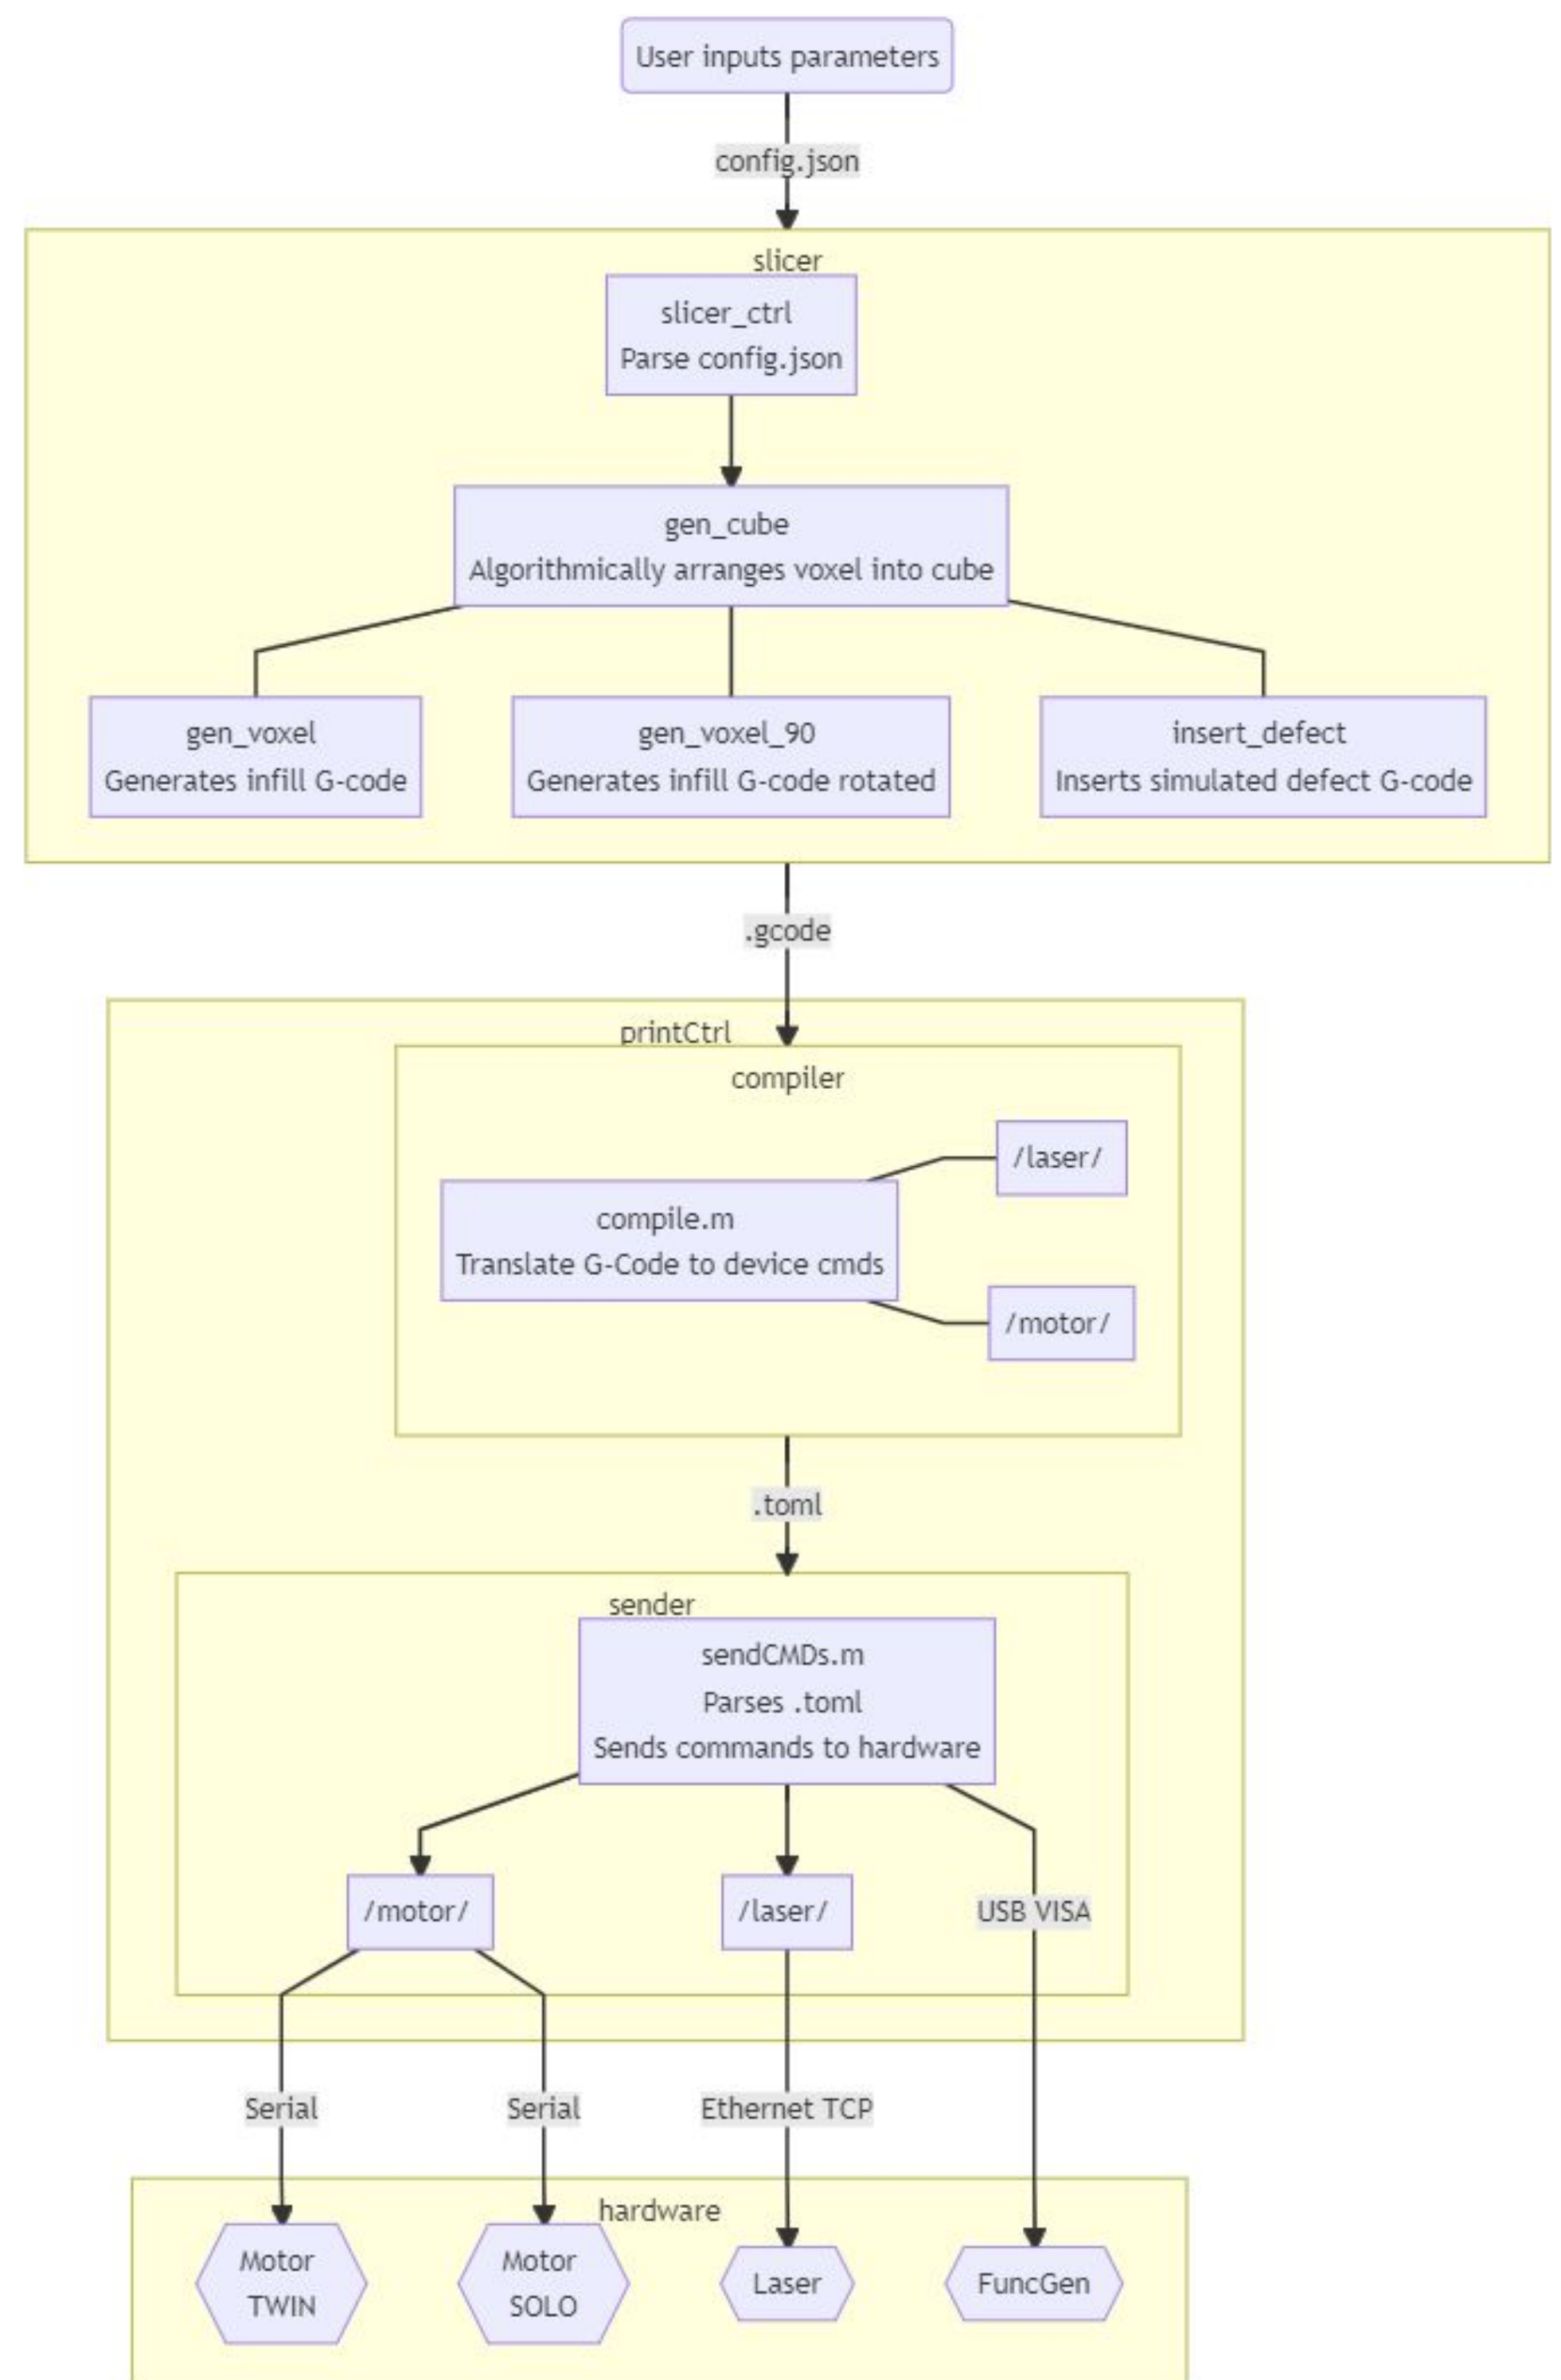 User inputs parameters
config.json
slicer
slicer_ctrl
Parse config.json
gen_cube
Algorithmically arranges voxel into cube
gen_voxel
Generates infill G-code
gen_voxel_90
Generates infill G-code rotated
insert_defect
Inserts simulated defect G-code
.gcode
printCtrl
compiler
/laser/
compile.m
Translate G-Code to device cmds
/motor/
.toml
sender
sendCMDs.m
Parses .toml
Sends commands to hardware
/motor/
/laser/
USB VISA
Serial
Serial
Ethernet TCP
hardware
Motor
TWIN
Motor
SOLO
Laser
FuncGen